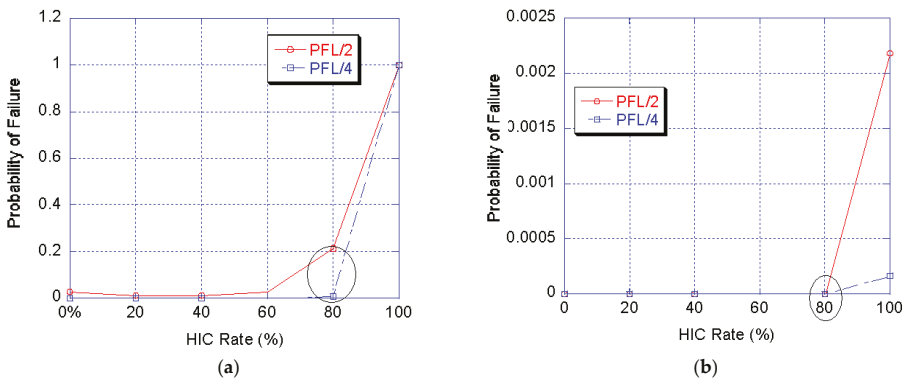 1.2
1
0.8
0.6
0.4
0.2
0
Probability of Failure
PFL/2
PFL/4
0% 20 40 60 80 100
HIC Rate (%)
(a)
0.0025
0.002
0.0015
0.001
0.0005
0
Probability of Failure
PFL/2
PFL/4
0 20 40 60 80 100
HIC Rate (%)
(b)